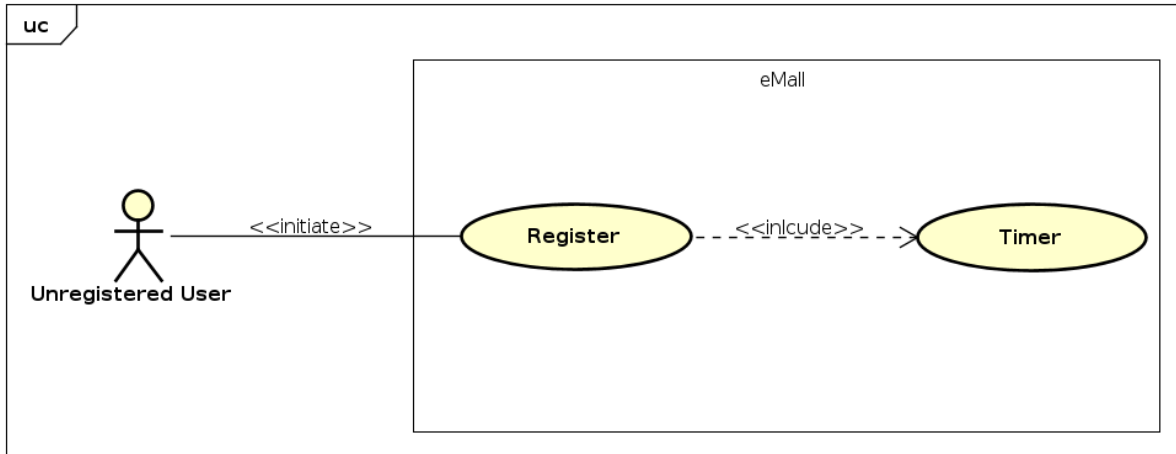 uc
eMall
<<initiate>>
Register
<<inlcude>>
Timer
Unregistered User